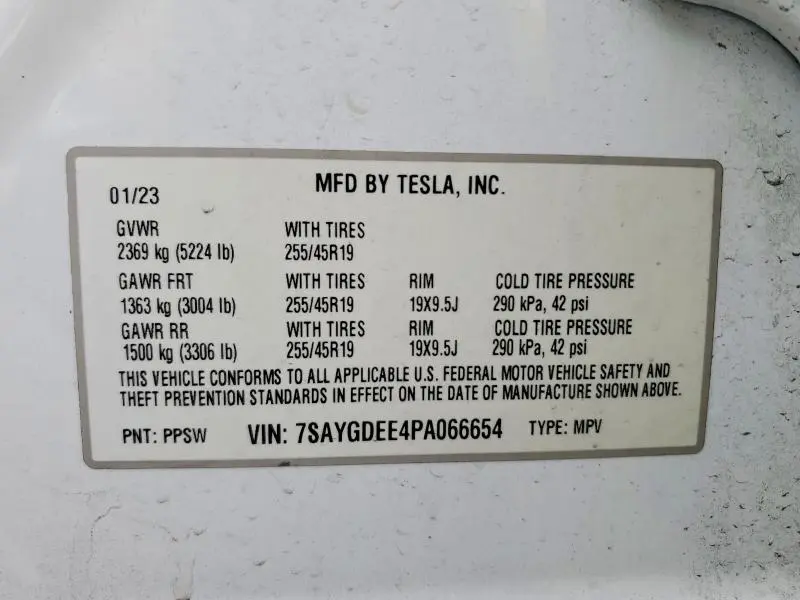 MFD BY TESLA, INC.
01/23
GVWR WITH TIRES
2369 kg (5224 lb) 255/45R19
GAWR FRT WITH TIRES RIM COLD TIRE PRESSURE
1363 kg (3004 lb) 255/45R19 19X9.5J 290 kPa, 42 psi
GAWR RR WITH TIRES RIM COLD TIRE PRESSURE
1500 kg (3306 lb) 255/45R19 19X9.5J 290 kPa, 42 psi
THIS VEHICLE CONFORMS TO ALL APPLICABLE U.S. FEDERAL MOTOR VEHICLE SAFETY AND
THEFT PREVENTION STANDARDS IN EFFECT ON THE DATE OF MANUFACTURE SHOWN ABOVE.
PNT: PPSW VIN: 7SAYGDEE4PA066654 TYPE: MPV